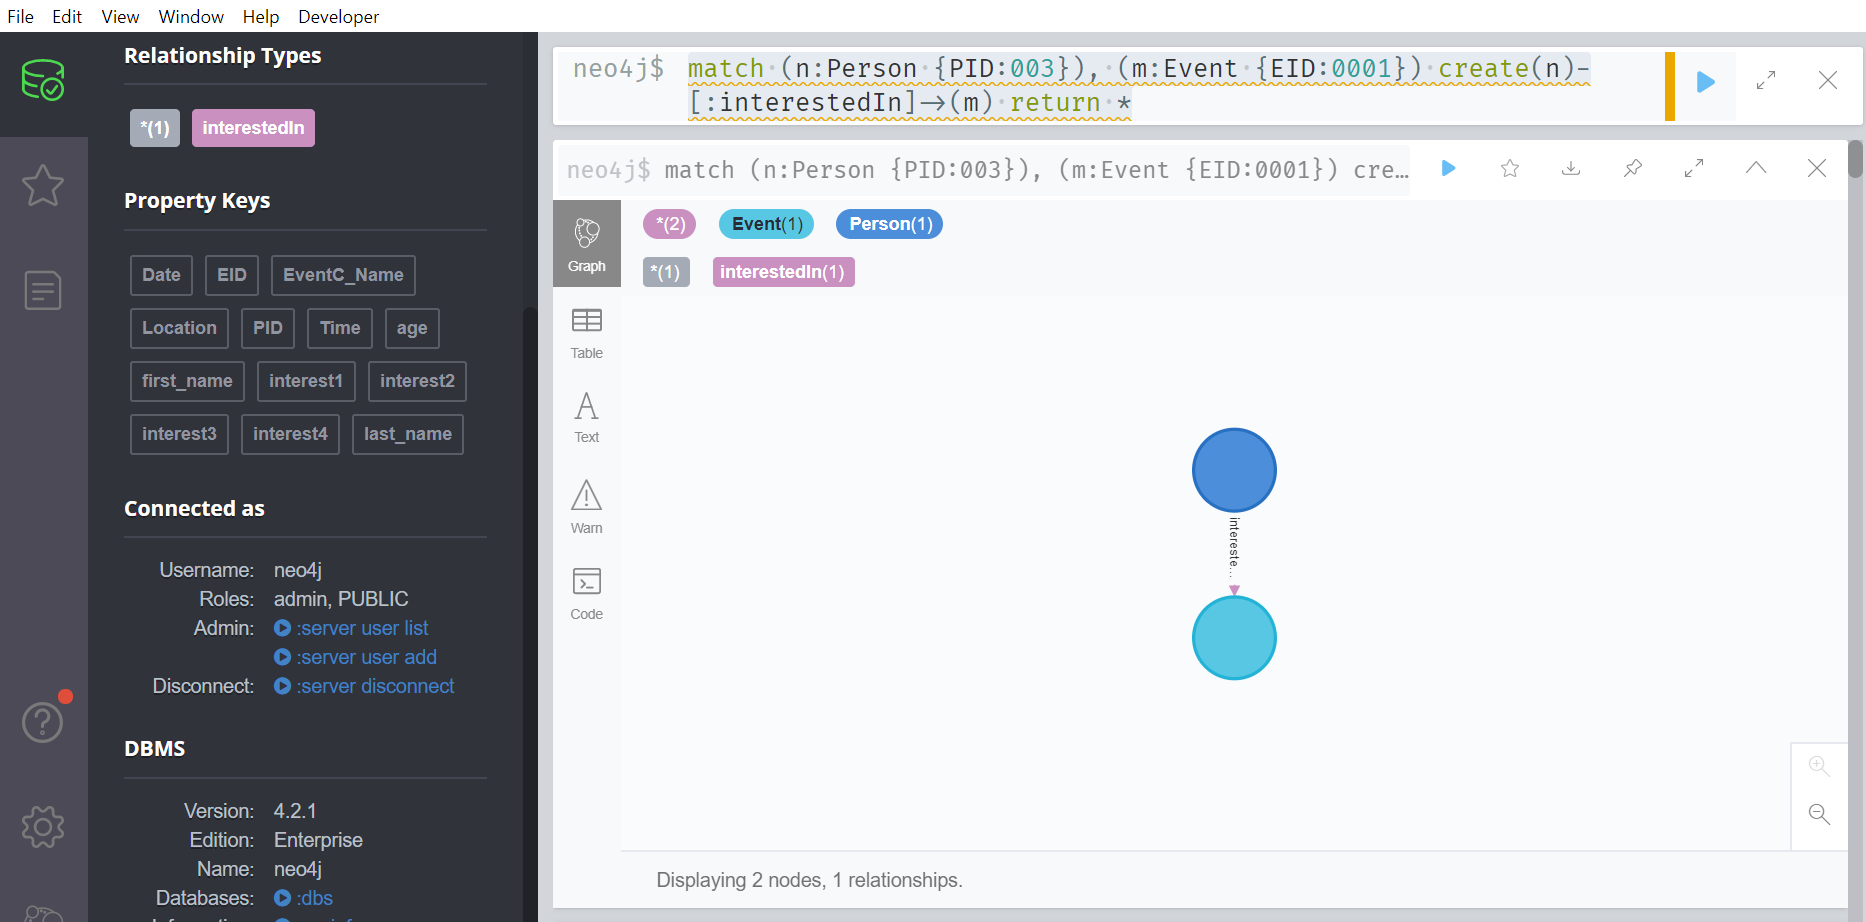 File Edit View Window Help Developer
Relationship Types
*(1) interestedIn
Property Keys
Date EID EventC_Name
Location PID Time age
first_name interest1 interest2
interest3 interest4 last_name
Connected as
Username: neo4j
Roles: admin, PUBLIC
Admin: :server user list
:server user add
Disconnect: :server disconnect
DBMS
Version: 4.2.1
Edition: Enterprise
Name: neo4j
Databases: :dbs
neo4j$ match (n:Person {PID:003}), (m:Event {EID:0001}) create(n)-
[:interestedIn]->(m) return *
neo4j$ match (n:Person {PID:003}), (m:Event {EID:0001}) cre…
Graph
Table
Text
Warn
Code
*(2) Event(1) Person(1)
*(1) interestedIn(1)
intereste…
Displaying 2 nodes, 1 relationships.